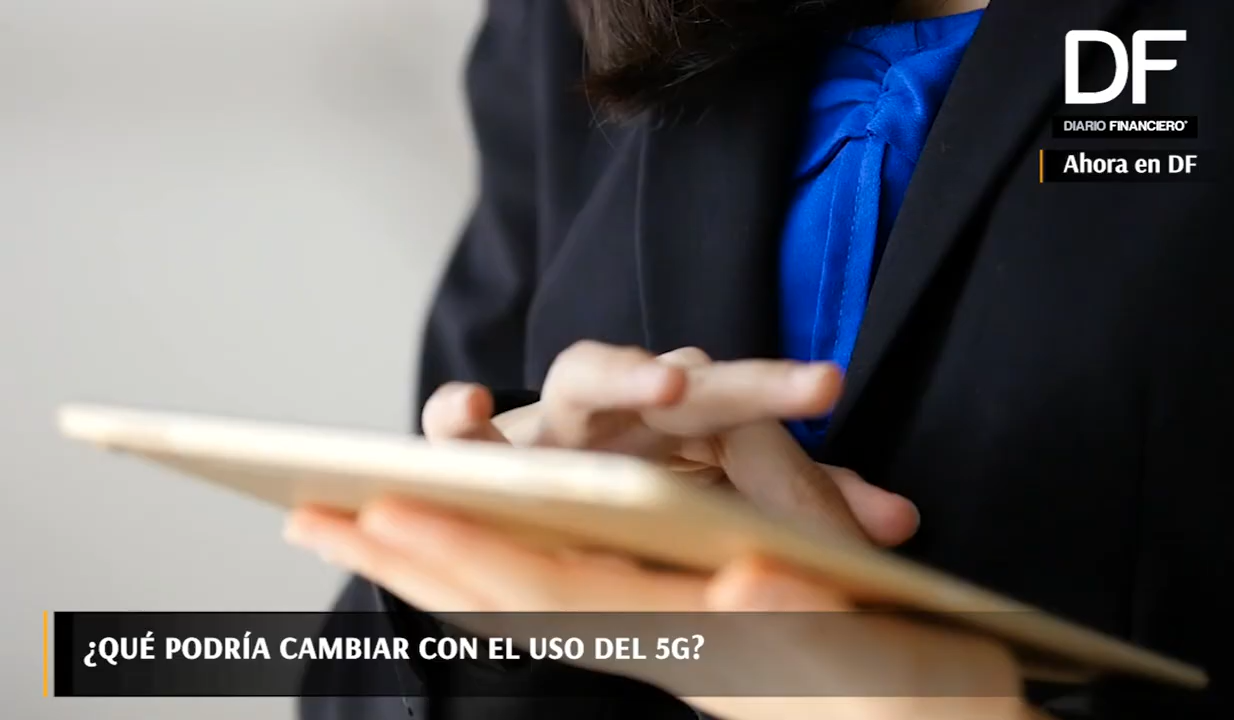 DF
DIARIO FINANCIERO®
Ahora en DF
¿QUÉ PODRÍA CAMBIAR CON EL USO DEL 5G?